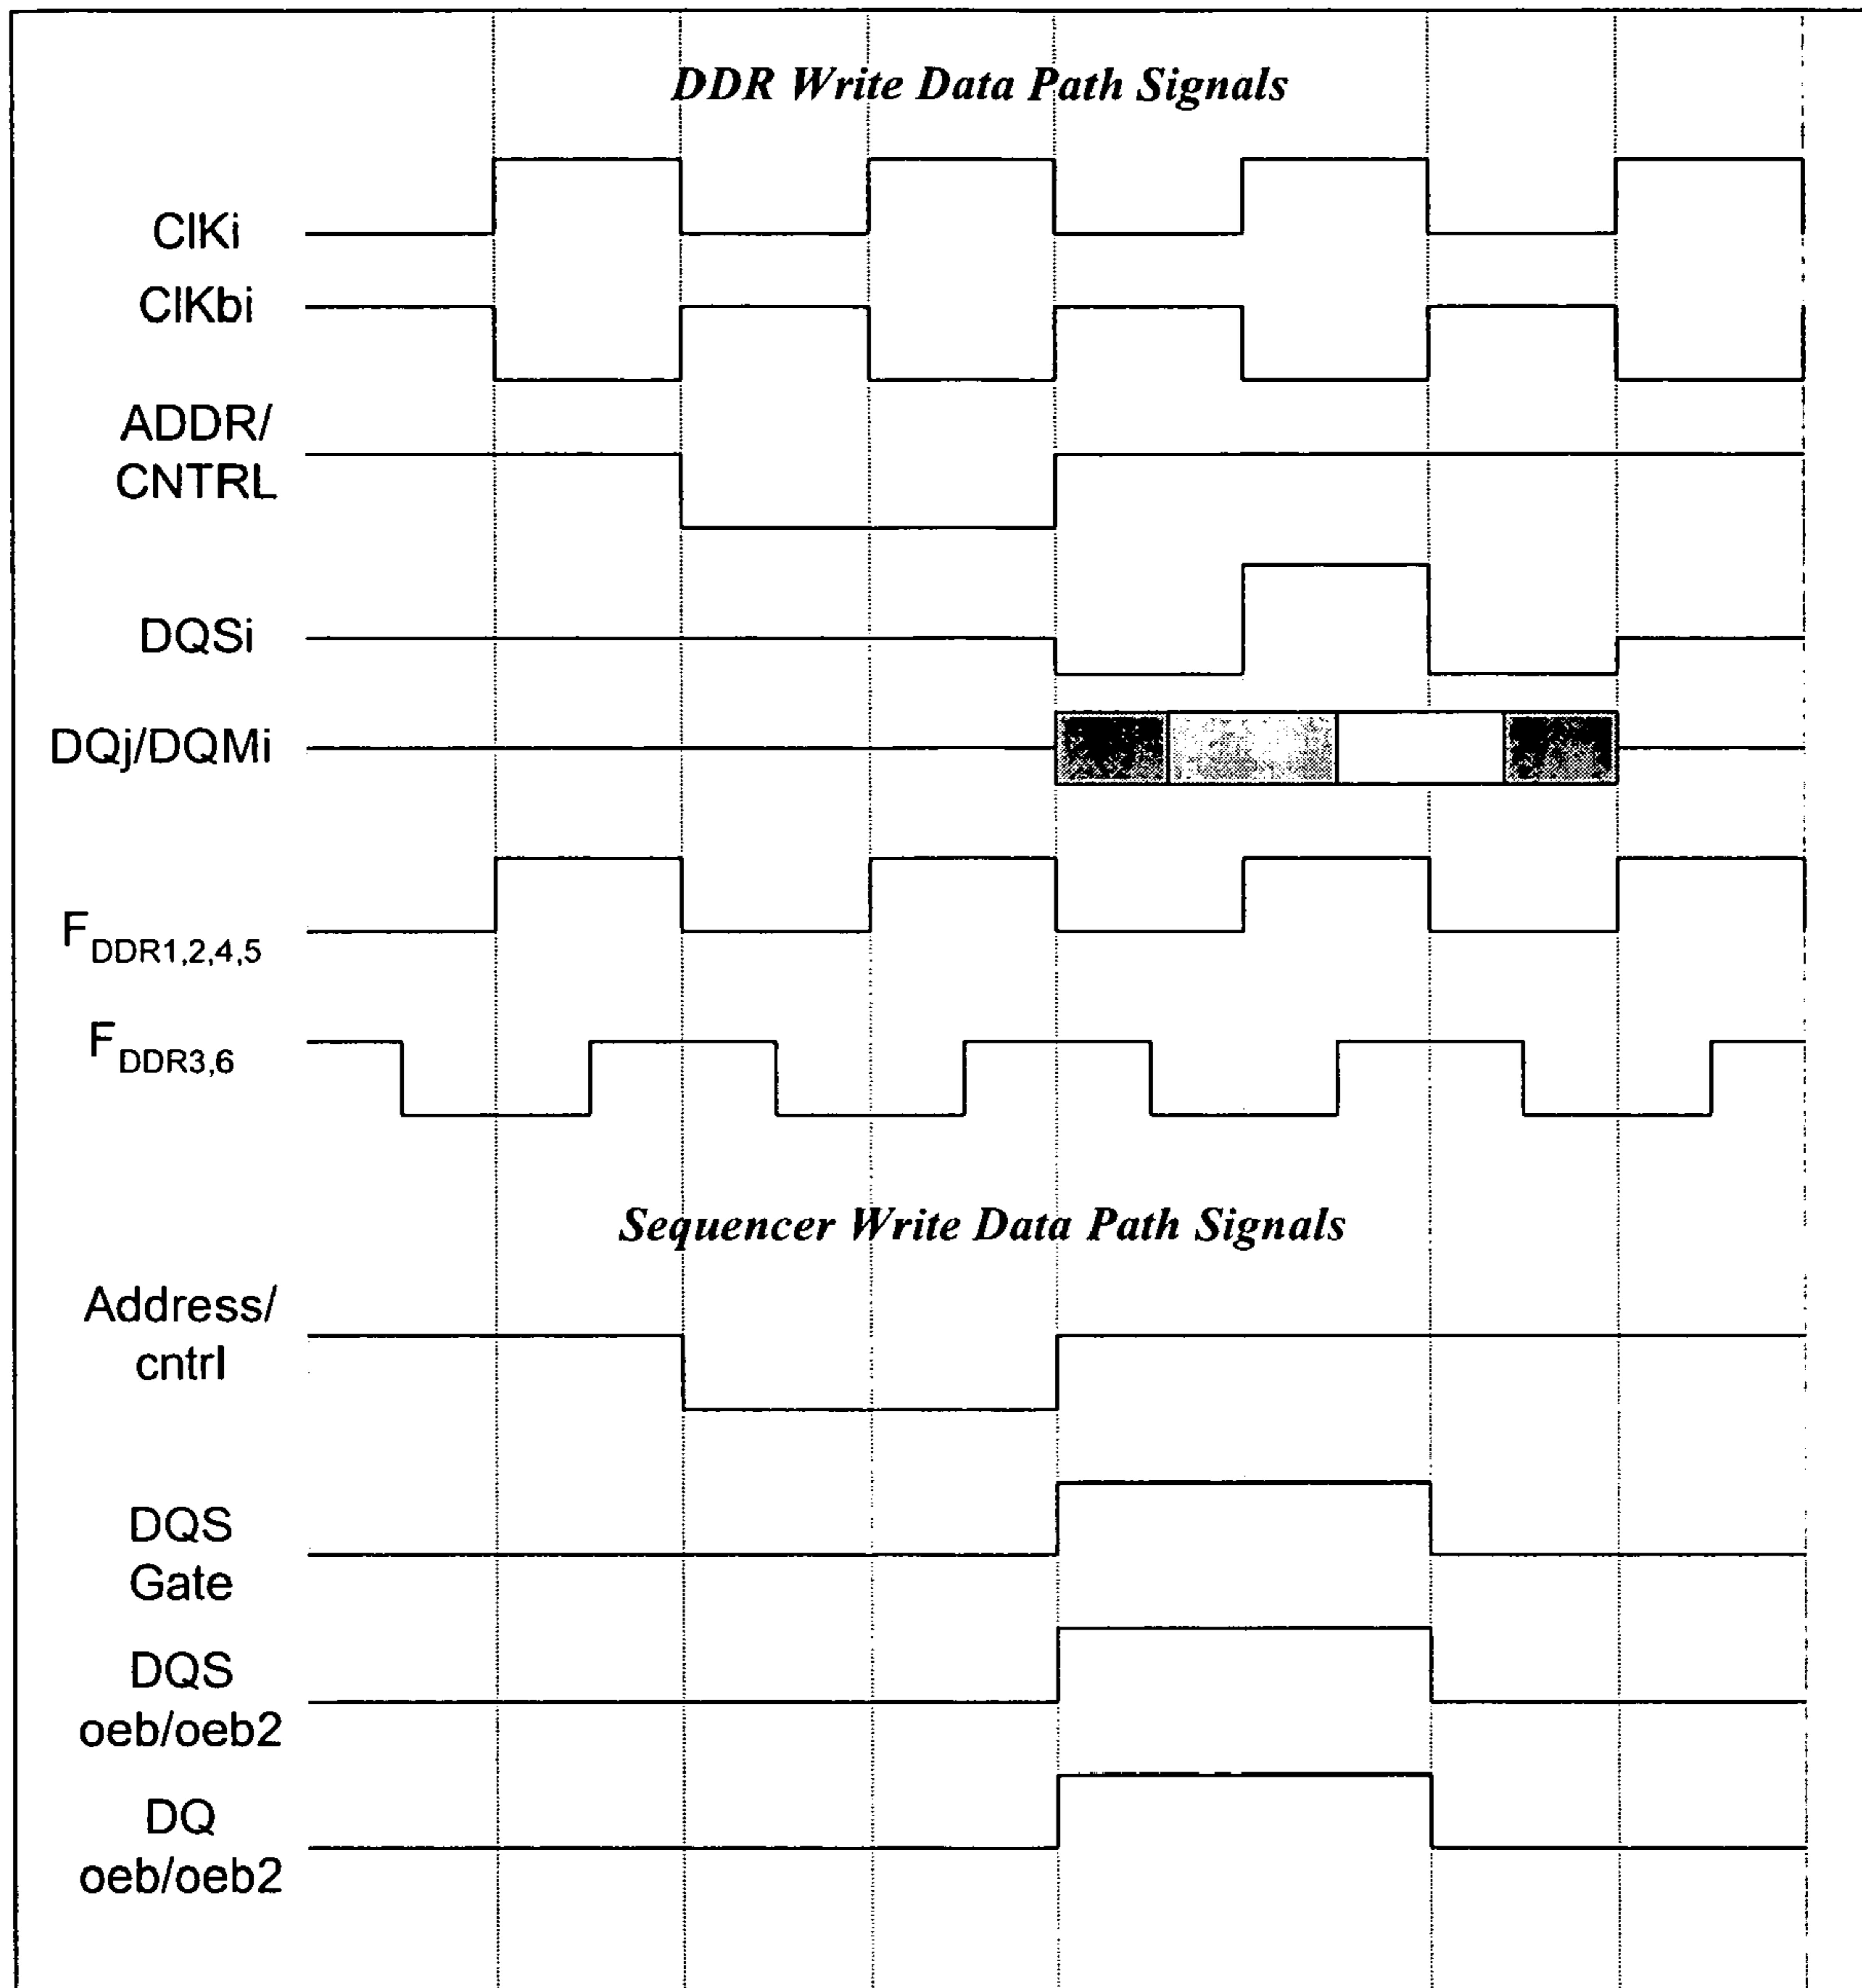 DDR Write Data Path Signals
ClKi
ClKbi
ADDR/
CNTRL
DQSi
DQj/DQMi
FDDR1,2,4,5
FDDR3,6
Sequencer Write Data Path Signals
Address/
cntrl
DQS
Gate
DQS
oeb/oeb2
DQ
oeb/oeb2